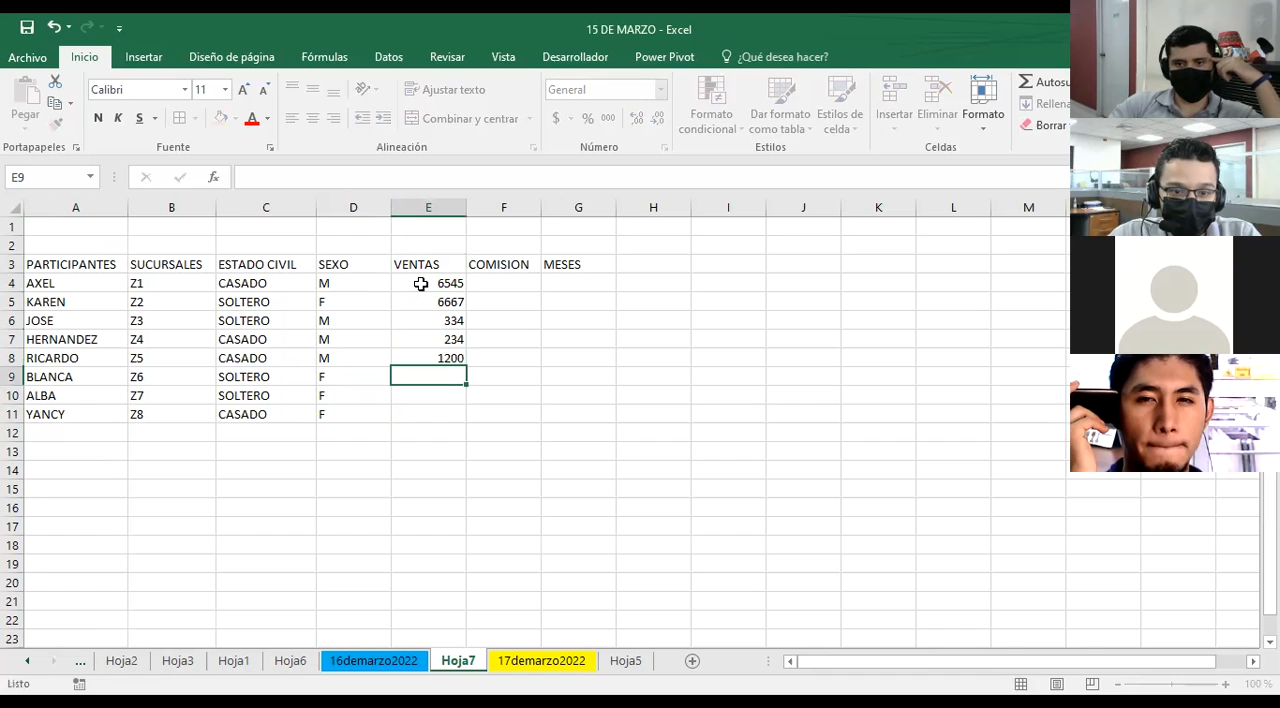 15 DE MARZO - Excel
Archivo Inicio Insertar Diseño de página Fórmulas Datos Revisar Vista Desarrollador Power Pivot ¿Qué desea hacer?
Calibri 11 Ajustar texto General Autosu
Pegar Combinar y centrar Formato condicional Dar formato como tabla Estilos de celda Insertar Eliminar Formato Rellena
N K S $ % 000 Borrar
Portapapeles Fuente Alineación Número Estilos Celdas
E9 fx
A B C D E F G H I J K L M
1
2
3 PARTICIPANTES SUCURSALES ESTADO CIVIL SEXO VENTAS COMISION MESES
4 AXEL Z1 CASADO M 6545
5 KAREN Z2 SOLTERO F 6667
6 JOSE Z3 SOLTERO M 334
7 HERNANDEZ Z4 CASADO M 234
8 RICARDO Z5 CASADO M 1200
9 BLANCA Z6 SOLTERO F
10 ALBA Z7 SOLTERO F
11 YANCY Z8 CASADO F
12
13
14
15
16
17
18
19
20
21
22
23
... Hoja2 Hoja3 Hoja1 Hoja6 16demarzo2022 Hoja7 17demarzo2022 Hoja5
Listo 100 %